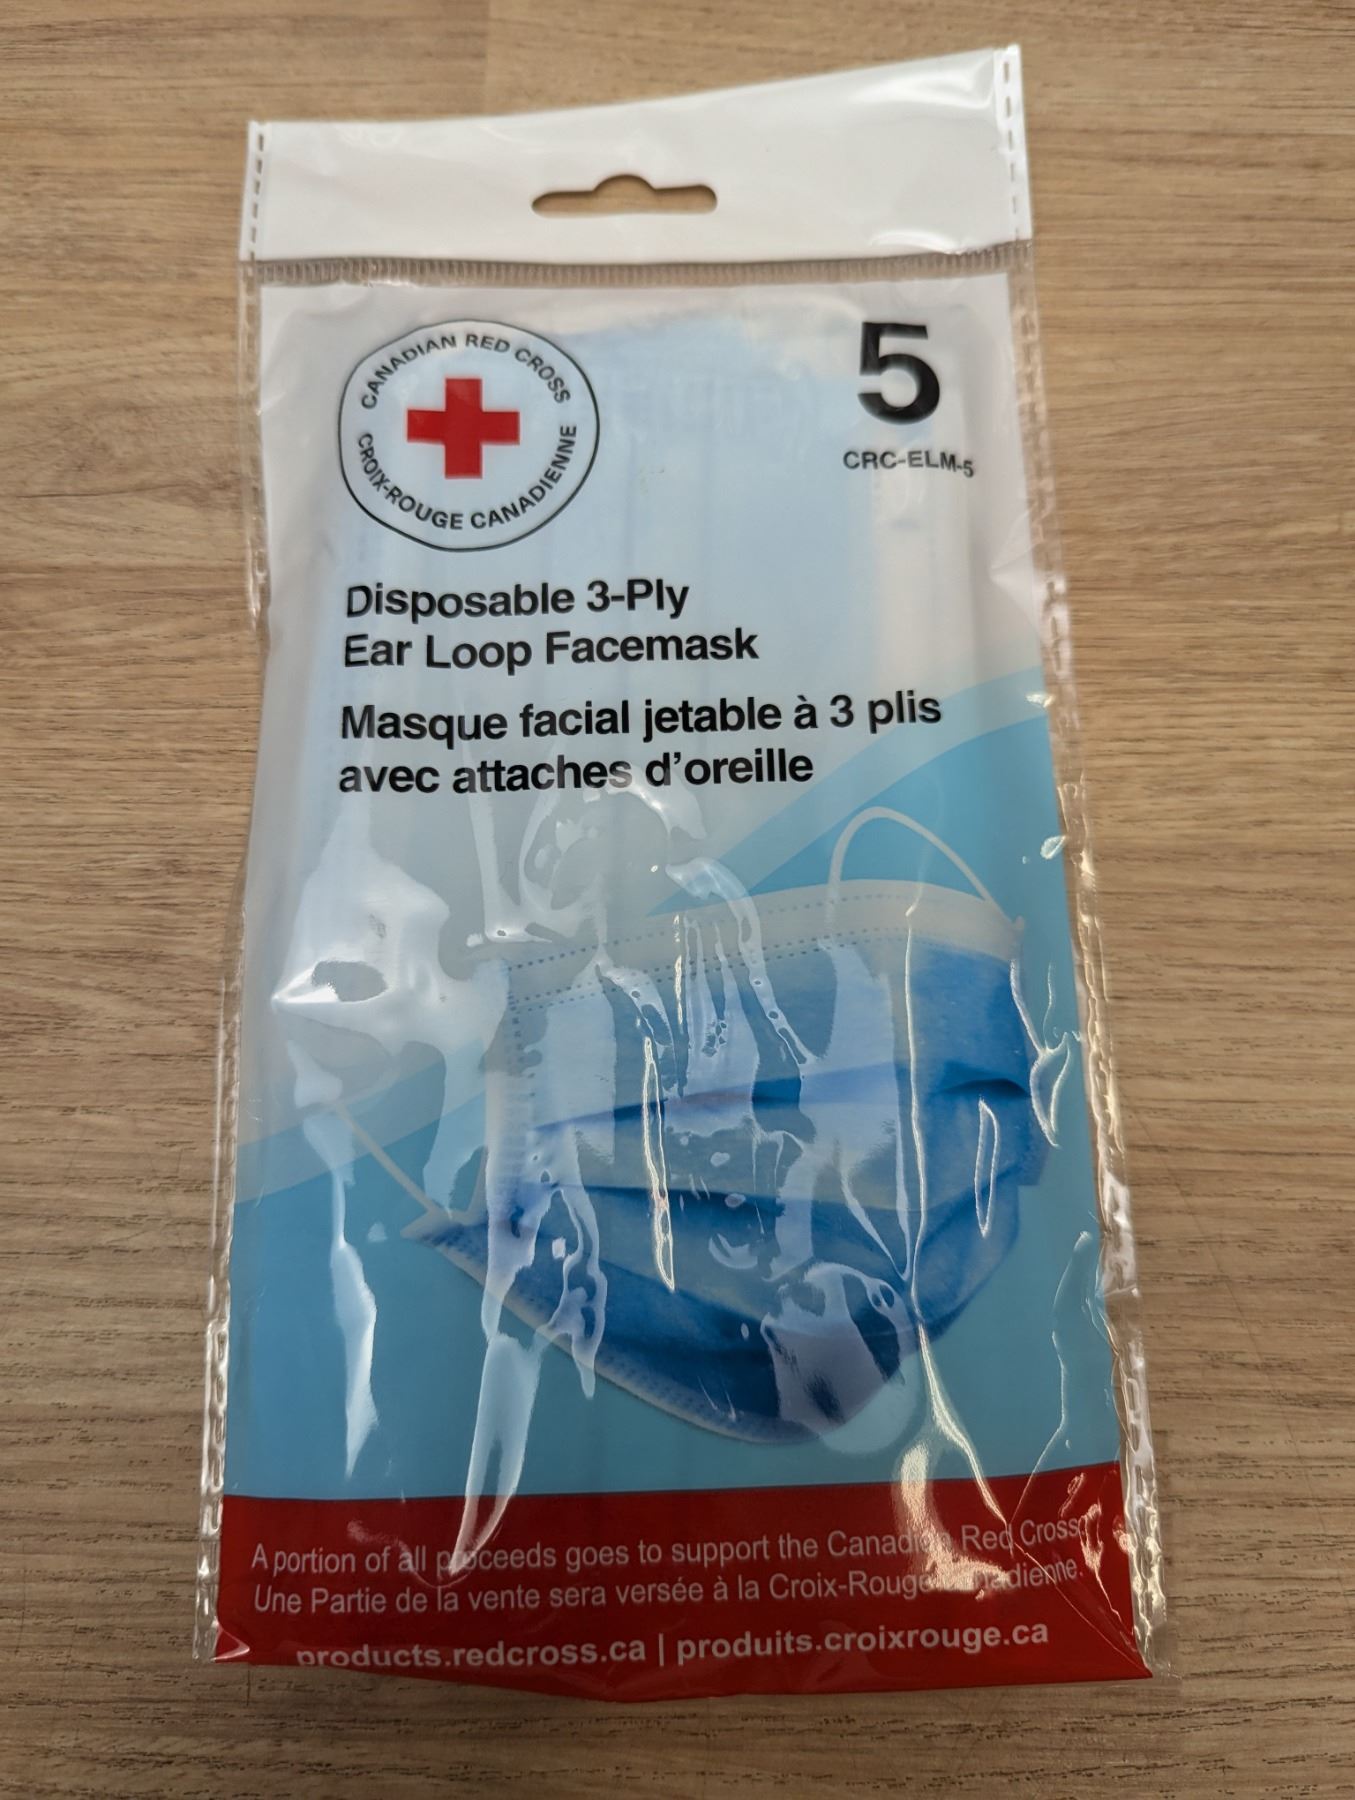 CANADIAN RED CROSS
CROIX-ROUGE CANADIENNE
5
CRC-ELM-5
Disposable 3-Ply
Ear Loop Facemask
Masque facial jetable à 3 plis
avec attaches d'oreille
A portion of all proceeds goes to support the Canadian Red Cross.
Une Partie de la vente sera versée à la Croix-Rouge Canadienne.
products.redcross.ca | produits.croixrouge.ca